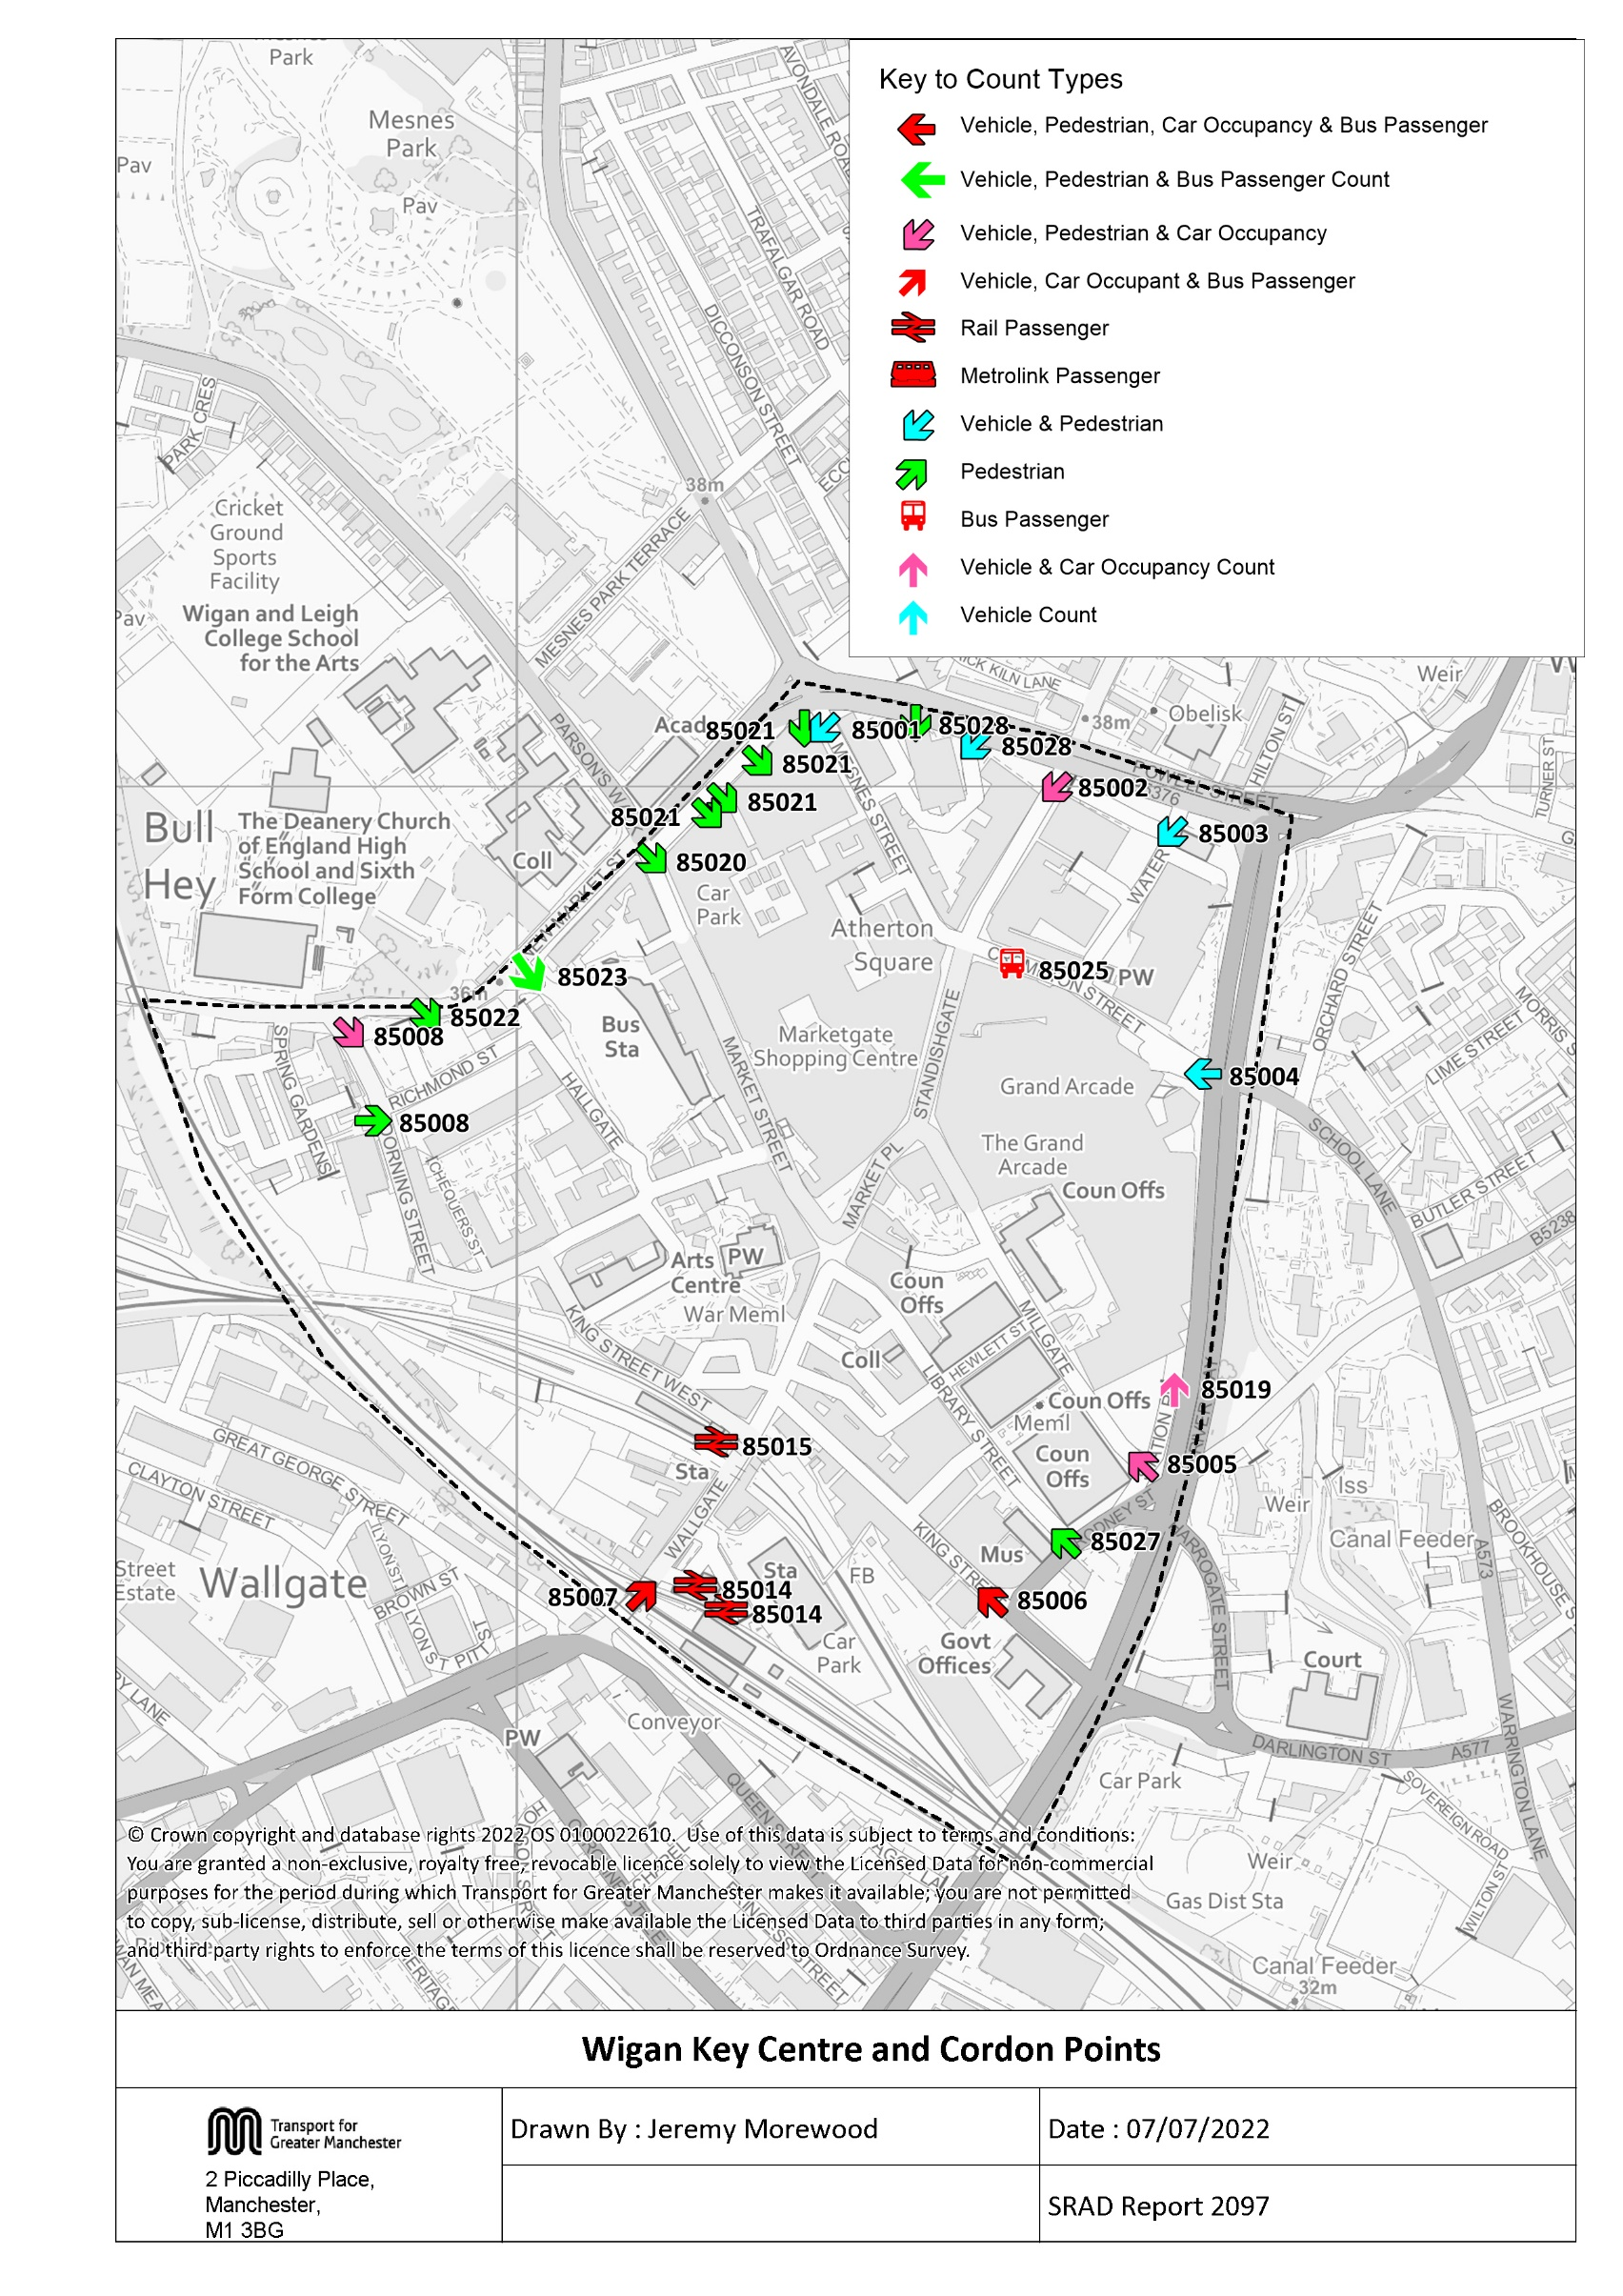 Park
Mesnes
Park
Pav
Pav
AVONDALE ROAD
TRAFALGAR ROAD
DICCONSON STREET
PARK CRES
38m
Key to Count Types
Vehicle, Pedestrian, Car Occupancy & Bus Passenger
Vehicle, Pedestrian & Bus Passenger Count
Vehicle, Pedestrian & Car Occupancy
Vehicle, Car Occupant & Bus Passenger
Rail Passenger
Metrolink Passenger
Vehicle & Pedestrian
Pedestrian
Bus Passenger
Vehicle & Car Occupancy Count
Vehicle Count
Cricket
Ground
Sports
Facility
Pav
Wigan and Leigh
College School
for the Arts
MESNES PARK TERRACE
PARSON'S W
Acad
85021
85001
85028
85028
38m
Obelisk
Weir
HILTON ST
TURNER ST
85021
85021
85021
85002
85003
POWELL STREET
WATER
85020
Bull
Hey
The Deanery Church
of England High
School and Sixth
Form College
Coll
Car
Park
Atherton
Square
85025
PW
ORCHARD STREET
MORRIS S
LIME STREET
85023
36m
85022
85008
Bus
Sta
Marketgate
Shopping Centre
STANDISHGATE
Grand Arcade
85004
SPRING GARDENS
RICHMOND ST
HALLGATE
MARKET STREET
85008
DORNING STREET
CHEQUERS ST
MARKET PL
The Grand
Arcade
Coun Offs
SCHOOL LANE
BUTLER STREET
B5238
Arts
Centre
PW
War Meml
Coun
Offs
MILLGATE
HEWLETT ST
Coll
LIBRARY STREET
KING STREET WEST
Coun Offs
Meml
Coun
Offs
85019
85005
85015
Sta
Weir
Iss
GREAT GEORGE STREET
CLAYTON STREET
WALLGATE
KING STREET
85027
Mus
Canal Feeder
A573
BROOKHOUSE S
Street
Estate
Wallgate
LYON ST
BROWN ST
LYON ST
PITT ST
Sta
FB
85014
85007
85014
85006
Car
Park
Govt
Offices
HARROGATE STREET
Court
WARRINGTON LANE
Conveyor
PW
DARLINGTON ST
A577
Car Park
SOVEREIGN ROAD
Weir
Gas Dist Sta
WILTON ST
Canal Feeder
32m
© Crown copyright and database rights 2022 OS 0100022610. Use of this data is subject to terms and conditions:
You are granted a non-exclusive, royalty free, revocable licence solely to view the Licensed Data for non-commercial
purposes for the period during which Transport for Greater Manchester makes it available; you are not permitted
to copy, sub-license, distribute, sell or otherwise make available the Licensed Data to third parties in any form;
and third party rights to enforce the terms of this licence shall be reserved to Ordnance Survey.
Wigan Key Centre and Cordon Points
Transport for
Greater Manchester
2 Piccadilly Place,
Manchester,
M1 3BG
Drawn By : Jeremy Morewood
Date : 07/07/2022
SRAD Report 2097